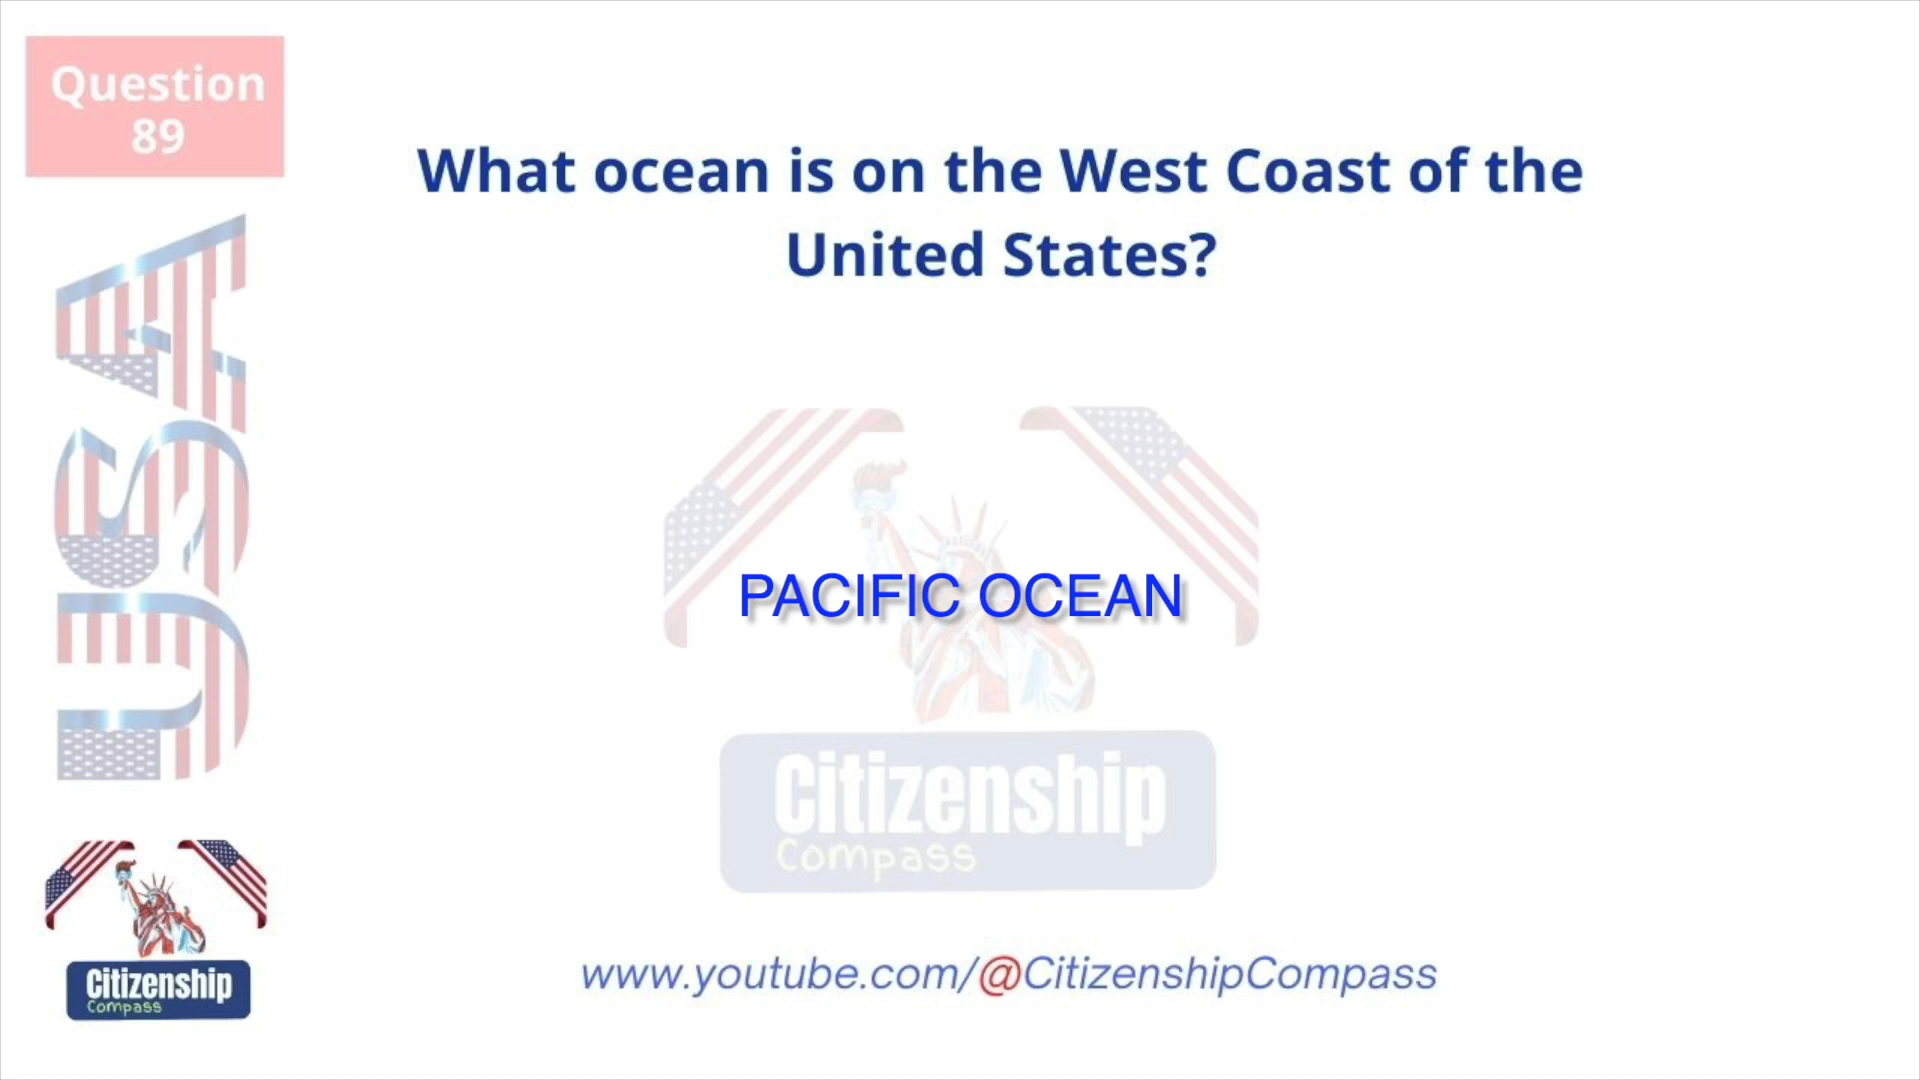 Question
89
What ocean is on the West Coast of the
United States?
USA
PACIFIC OCEAN
Citizenship
Compass
Citizenship
Compass
www.youtube.com/@CitizenshipCompass